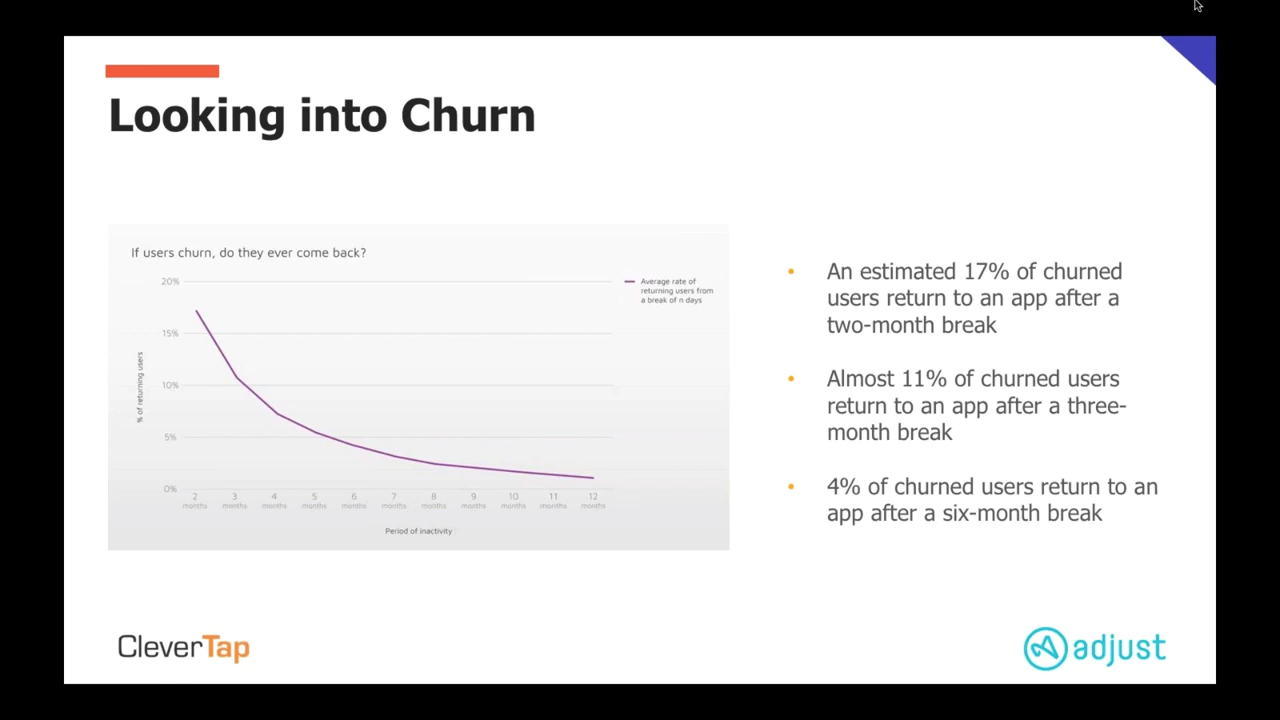 Looking into Churn
If users churn, do they ever come back?
20%
15%
10%
5%
0%
% of returning users
2 months
3 months
4 months
5 months
6 months
7 months
8 months
9 months
10 months
11 months
12 months
Period of inactivity
Average rate of
returning users from
a break of n days
• An estimated 17% of churned
users return to an app after a
two-month break
• Almost 11% of churned users
return to an app after a three-
month break
• 4% of churned users return to an
app after a six-month break
CleverTap
adjust